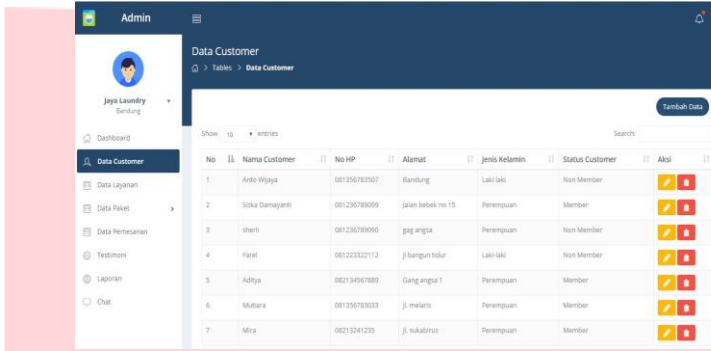 Admin
Data Customer
> Tables > Data Customer
Jaya Laundry
Bandung
Tambah Data
Show 10 entries
Search:
Dashboard
Data Customer
Data Layanan
Data Paket >
Data Pemesanan
Testimoni
Laporan
Chat
No Nama Customer No HP Alamat Jenis Kelamin Status Customer Aksi
1 Anto Wijaya 081356783507 Bandung Laki-laki Non Member
2 Siska Damayanti 081236789099 Jalan bebek no 15 Perempuan Member
3 sherli 081236789090 gag angsa Perempuan Non Member
4 Farel 081223322112 jl bangun tidur Laki-laki Non Member
5 Aditya 082134567889 Gang angsa 1 Perempuan Member
6 Mutiara 081356783033 jl. melaris Perempuan Member
7 Mira 08213241235 jl. sukabirus Perempuan Member